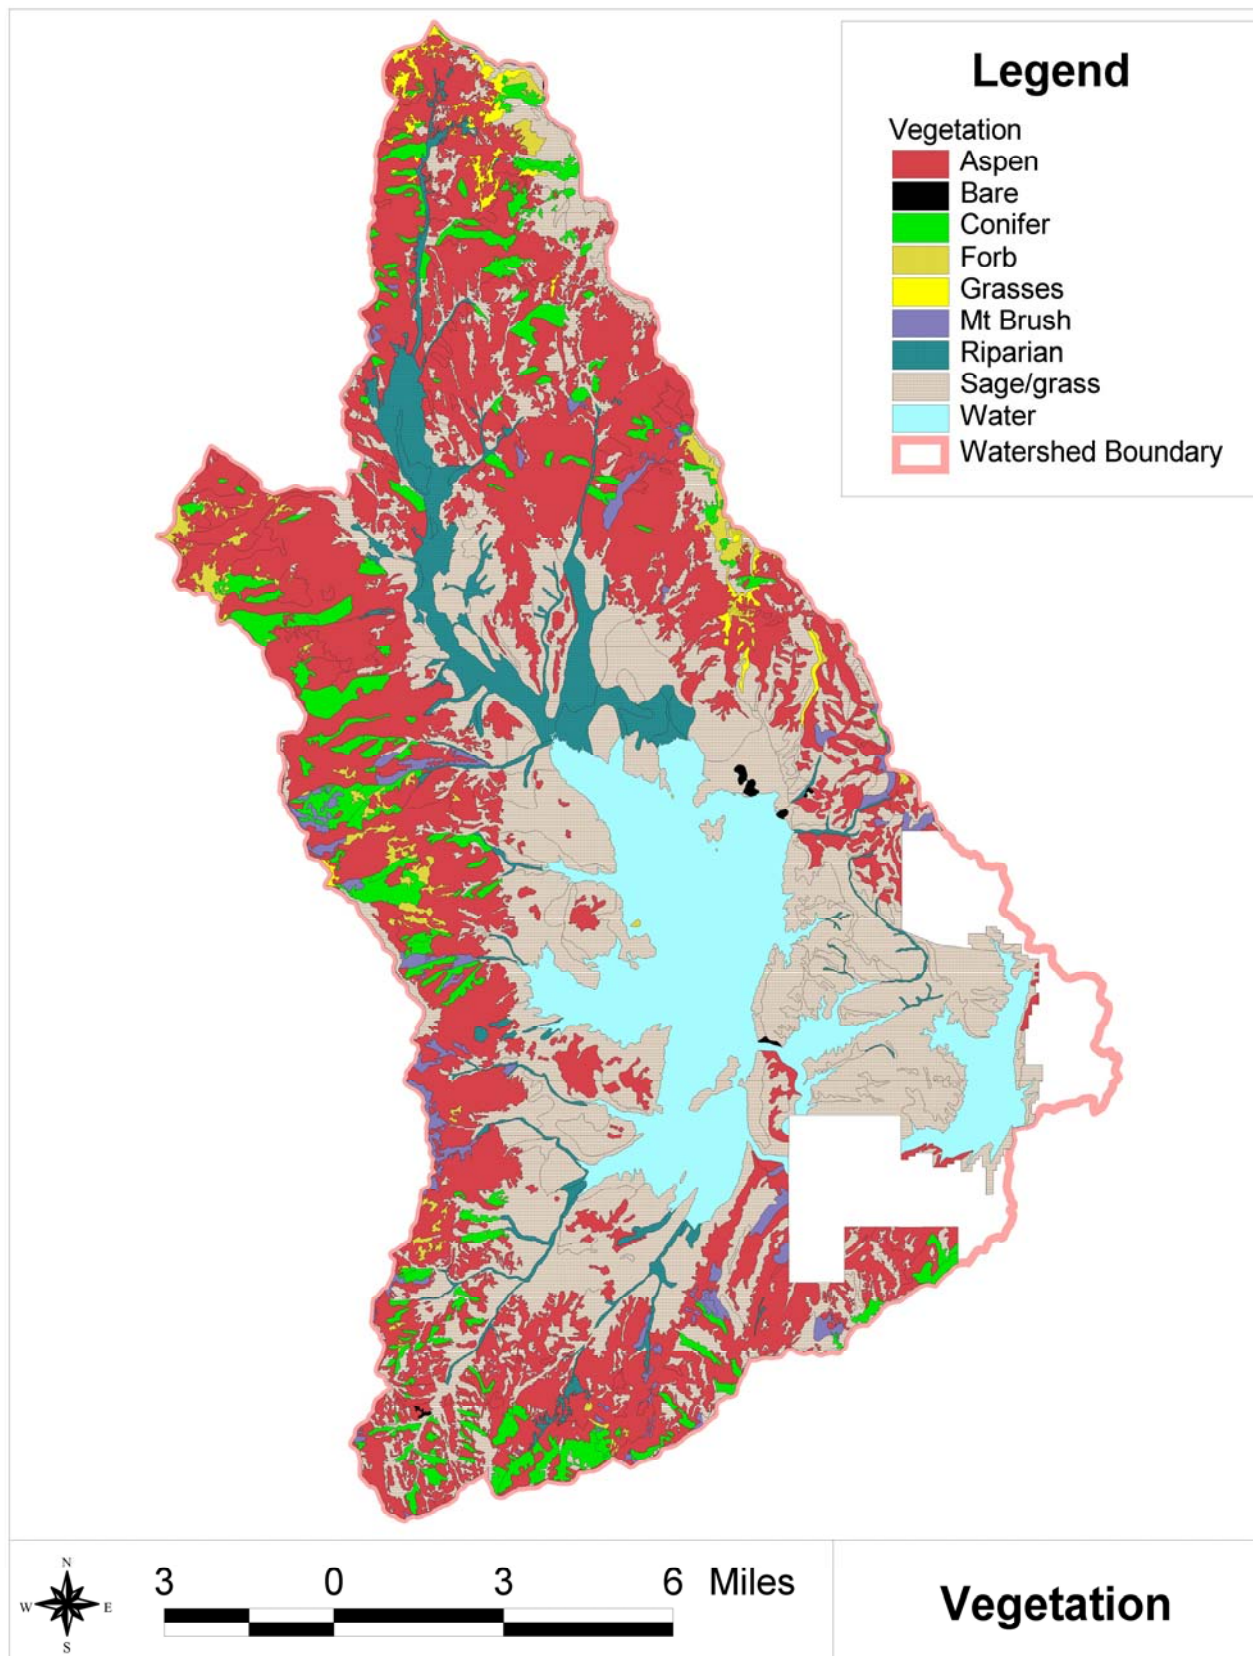 Legend
Vegetation
Aspen
Bare
Conifer
Forb
Grasses
Mt Brush
Riparian
Sage/grass
Water
Watershed Boundary
N
W E
S
3 0 3 6 Miles
Vegetation